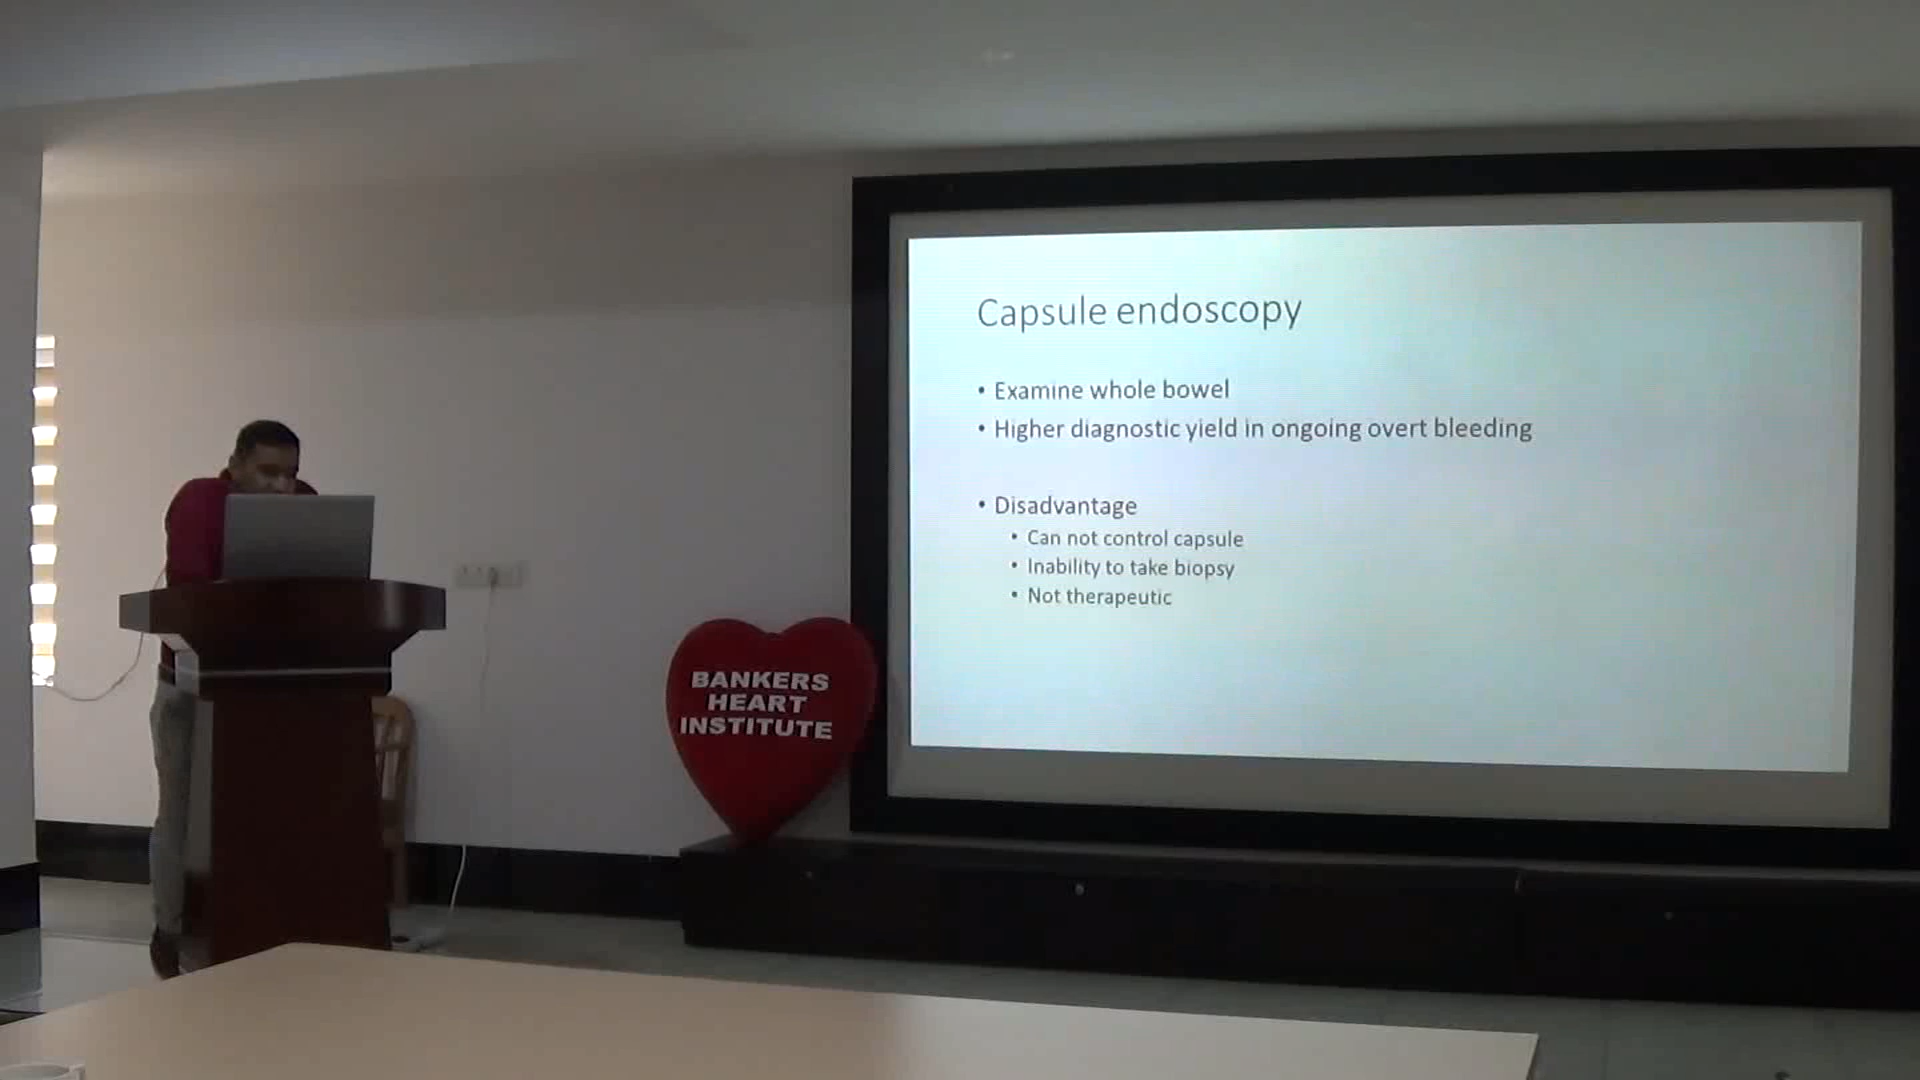 Capsule endoscopy
• Examine whole bowel
• Higher diagnostic yield in ongoing overt bleeding
• Disadvantage
• Can not control capsule
• Inability to take biopsy
• Not therapeutic
BANKERS
HEART
INSTITUTE